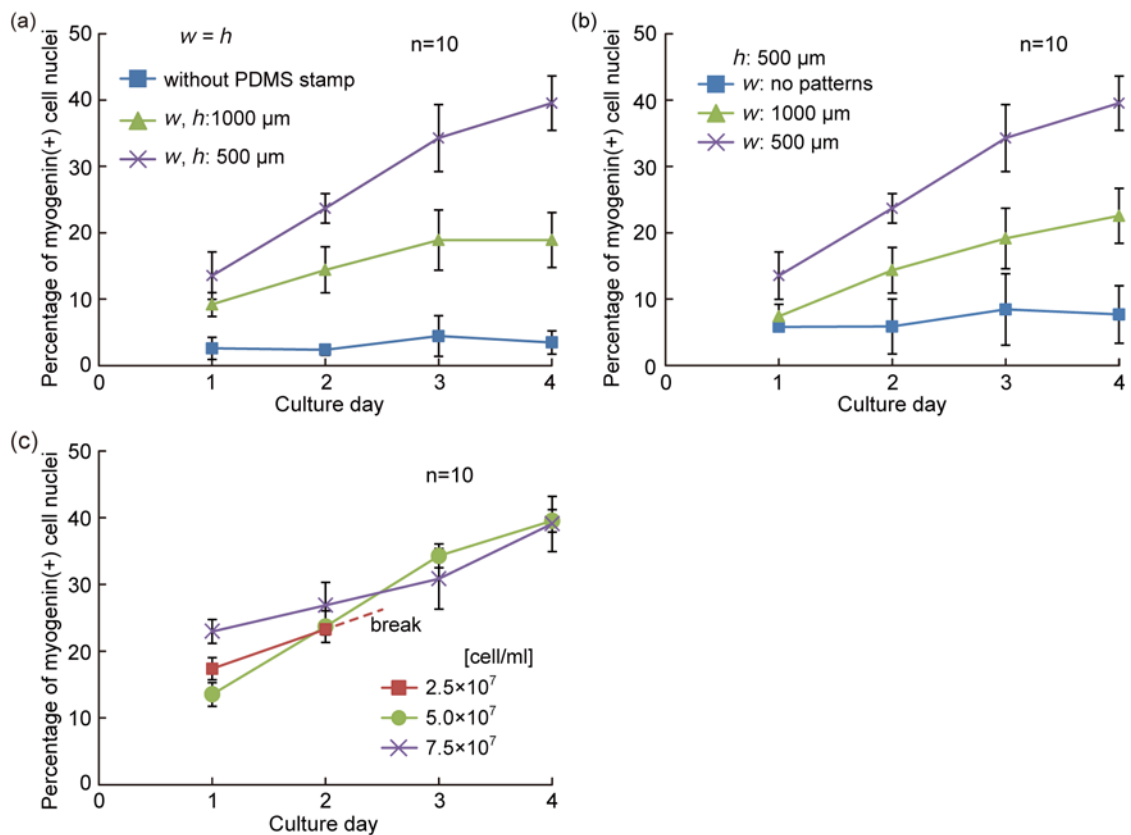 (a)
w = h
n=10
without PDMS stamp
w, h:1000 µm
w, h: 500 µm
Percentage of myogenin(+) cell nuclei
50
40
30
20
10
0
0 1 2 3 4
Culture day
(b)
n=10
h: 500 µm
w: no patterns
w: 1000 µm
w: 500 µm
Percentage of myogenin(+) cell nuclei
50
40
30
20
10
0
0 1 2 3 4
Culture day
(c)
n=10
break
[cell/ml]
2.5×10⁷
5.0×10⁷
7.5×10⁷
Percentage of myogenin(+) cell nuclei
50
40
30
20
10
0
0 1 2 3 4
Culture day